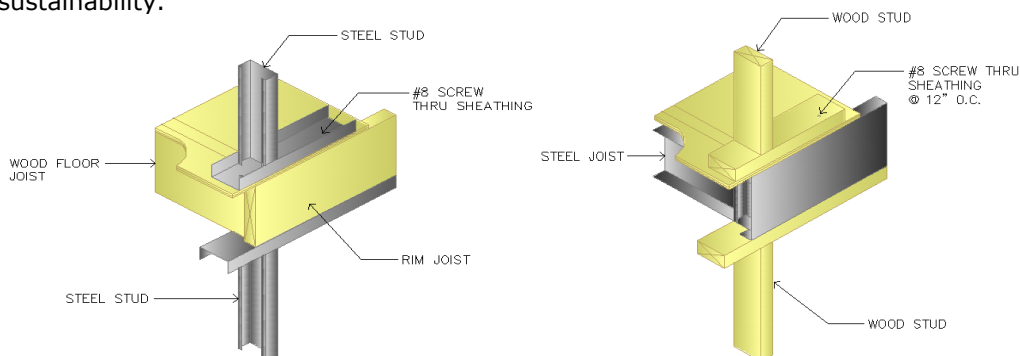 sustainability.
STEEL STUD
#8 SCREW
THRU SHEATHING
WOOD FLOOR
JOIST
RIM JOIST
STEEL STUD
WOOD STUD
#8 SCREW THRU
SHEATHING
@ 12" O.C.
STEEL JOIST
WOOD STUD